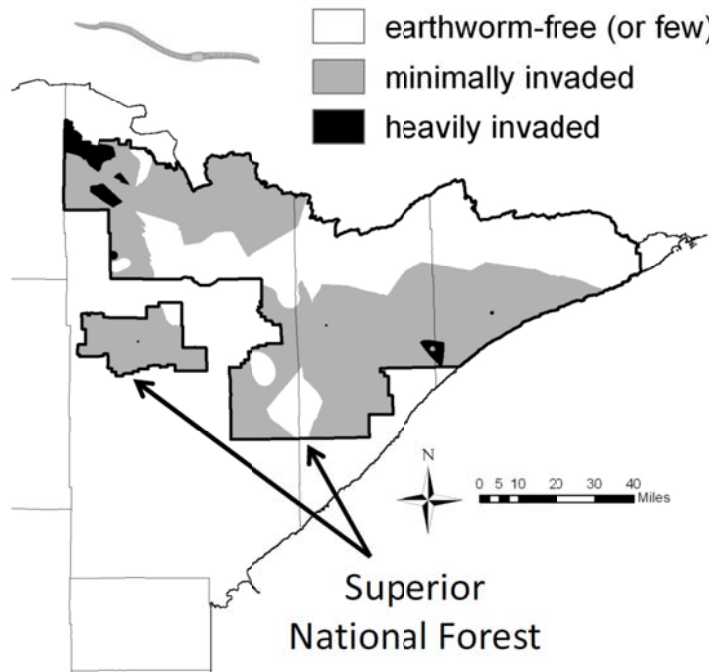 earthworm-free (or few)
minimally invaded
heavily invaded
N
0 5 10 20 30 40
Miles
Superior
National Forest